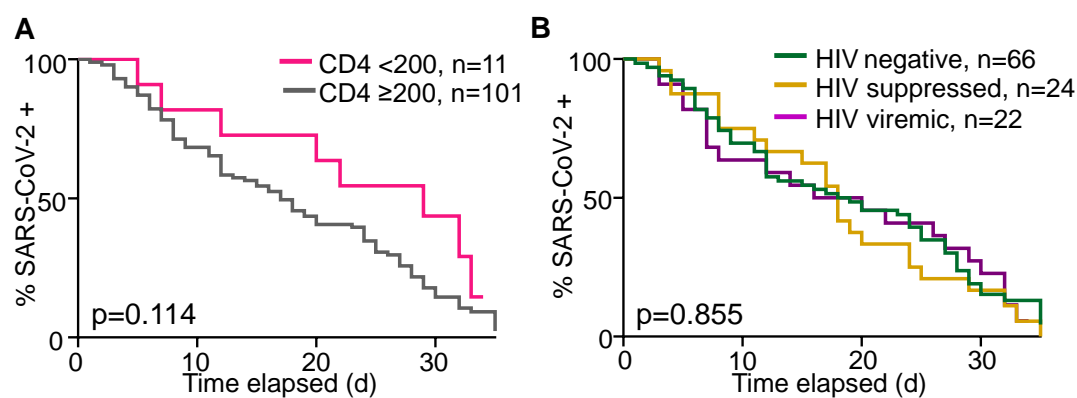 A
CD4 <200, n=11
CD4 ≥200, n=101
% SARS-CoV-2 +
100
50
0
p=0.114
0 10 20 30
Time elapsed (d)
B
HIV negative, n=66
HIV suppressed, n=24
HIV viremic, n=22
% SARS-CoV-2 +
100
50
0
p=0.855
0 10 20 30
Time elapsed (d)